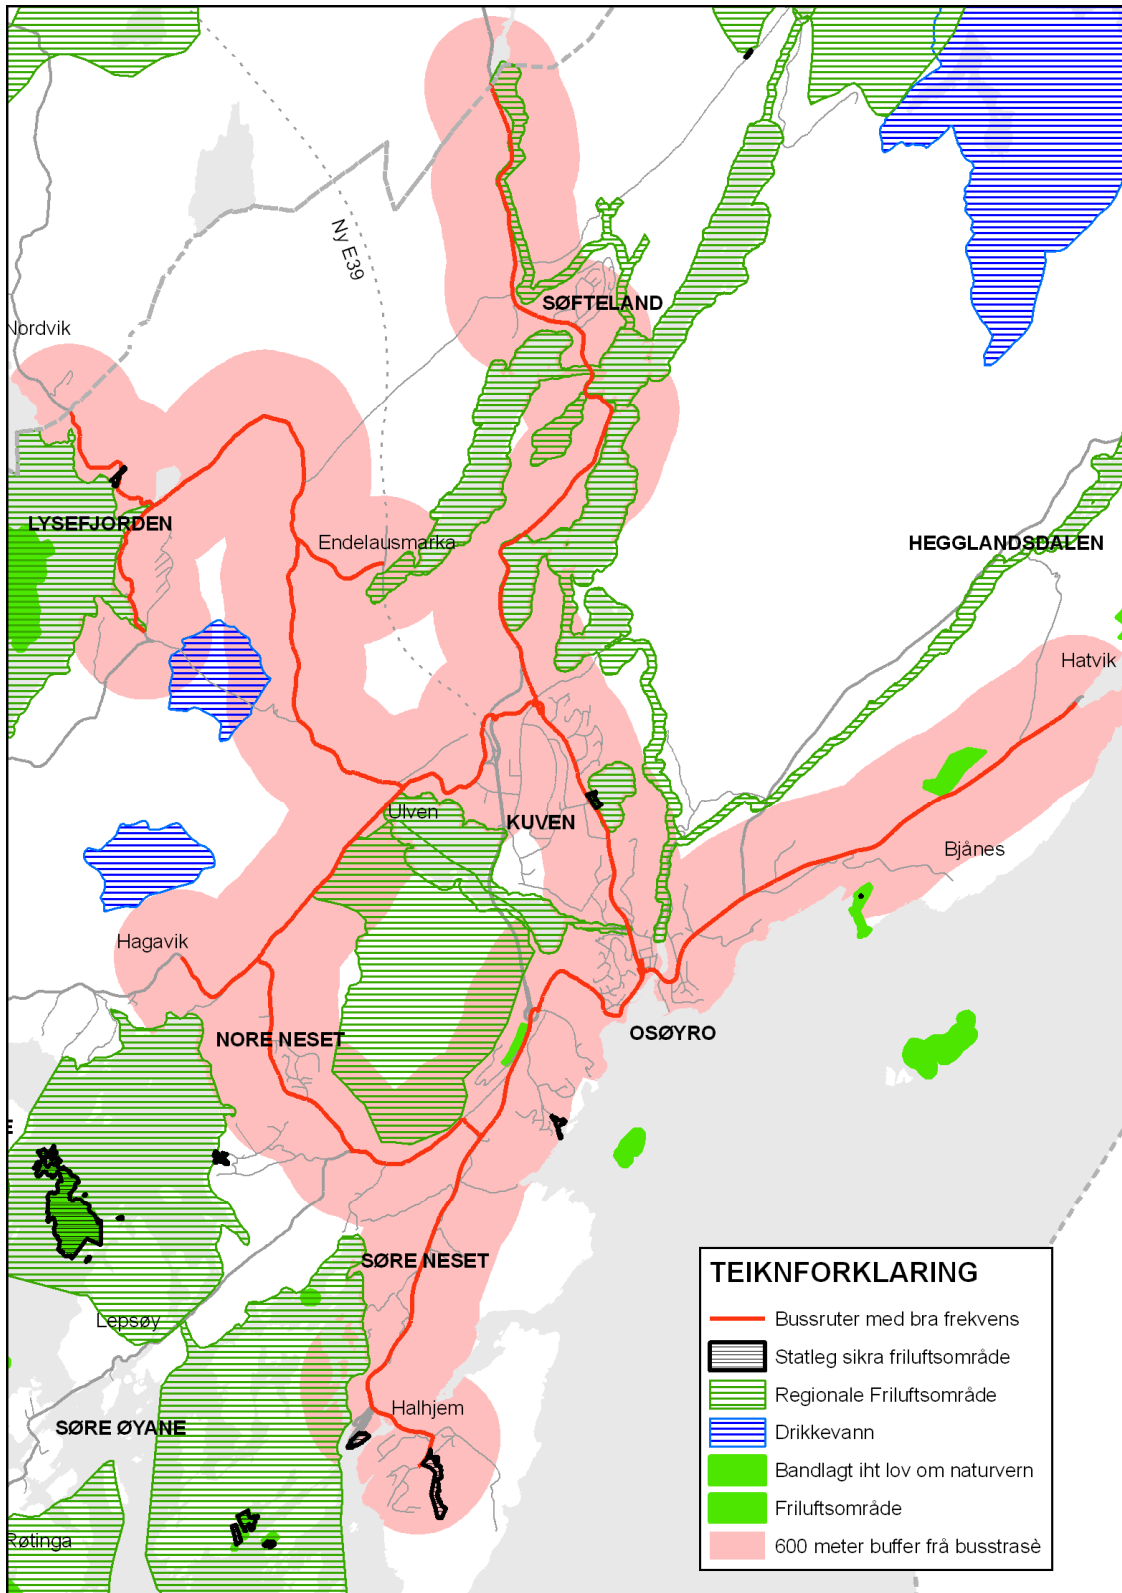 Ny E39
SØFTELAND
Nordvik
LYSEFJORDEN
Endelausmarka
HEGGLANDSDALEN
Hatvik
Ulven
KUVEN
Bjånes
Hagavik
NORE NESET
OSØYRO
E
SØRE NESET
Lepsøy
Halhjem
SØRE ØYANE
Røtinga
TEIKNFORKLARING
Bussruter med bra frekvens
Statleg sikra friluftsområde
Regionale Friluftsområde
Drikkevann
Bandlagt iht lov om naturvern
Friluftsområde
600 meter buffer frå busstrasè